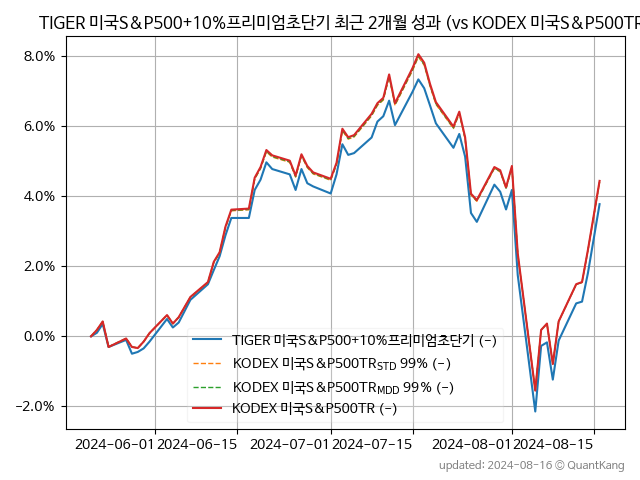 TIGER 미국S&P500+10%프리미엄초단기 최근 2개월 성과 (vs KODEX 미국S&P500TR
8.0%
6.0%
4.0%
2.0%
0.0%
−2.0%
TIGER 미국S&P500+10%프리미엄초단기 (−)
KODEX 미국S&P500TR_STD 99% (−)
KODEX 미국S&P500TR_MDD 99% (−)
KODEX 미국S&P500TR (−)
2024-06-01 2024-06-15 2024-07-01 2024-07-15 2024-08-01 2024-08-15
updated: 2024-08-16 © QuantKang